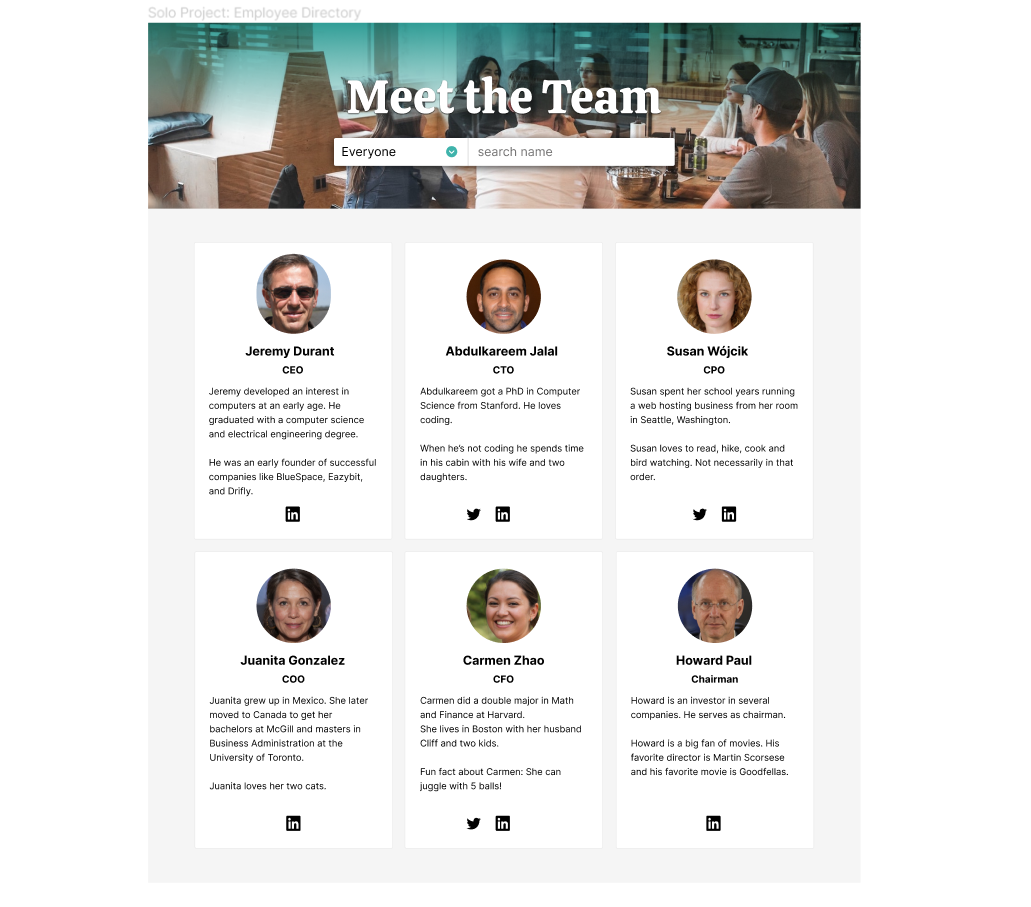 Solo Project: Employee Directory
Meet the Team
Everyone
search name
Jeremy Durant
CEO
Jeremy developed an interest in
computers at an early age. He
graduated with a computer science
and electrical engineering degree.
He was an early founder of successful
companies like BlueSpace, Eazybit,
and Drifly.
in
Abdulkareem Jalal
CTO
Abdulkareem got a PhD in Computer
Science from Stanford. He loves
coding.
When he's not coding he spends time
in his cabin with his wife and two
daughters.
in
Susan Wójcik
CPO
Susan spent her school years running
a web hosting business from her room
in Seattle, Washington.
Susan loves to read, hike, cook and
bird watching. Not necessarily in that
order.
in
Juanita Gonzalez
COO
Juanita grew up in Mexico. She later
moved to Canada to get her
bachelors at McGill and masters in
Business Administration at the
University of Toronto.
Juanita loves her two cats.
in
Carmen Zhao
CFO
Carmen did a double major in Math
and Finance at Harvard.
She lives in Boston with her husband
Cliff and two kids.
Fun fact about Carmen: She can
juggle with 5 balls!
in
Howard Paul
Chairman
Howard is an investor in several
companies. He serves as chairman.
Howard is a big fan of movies. His
favorite director is Martin Scorsese
and his favorite movie is Goodfellas.
in